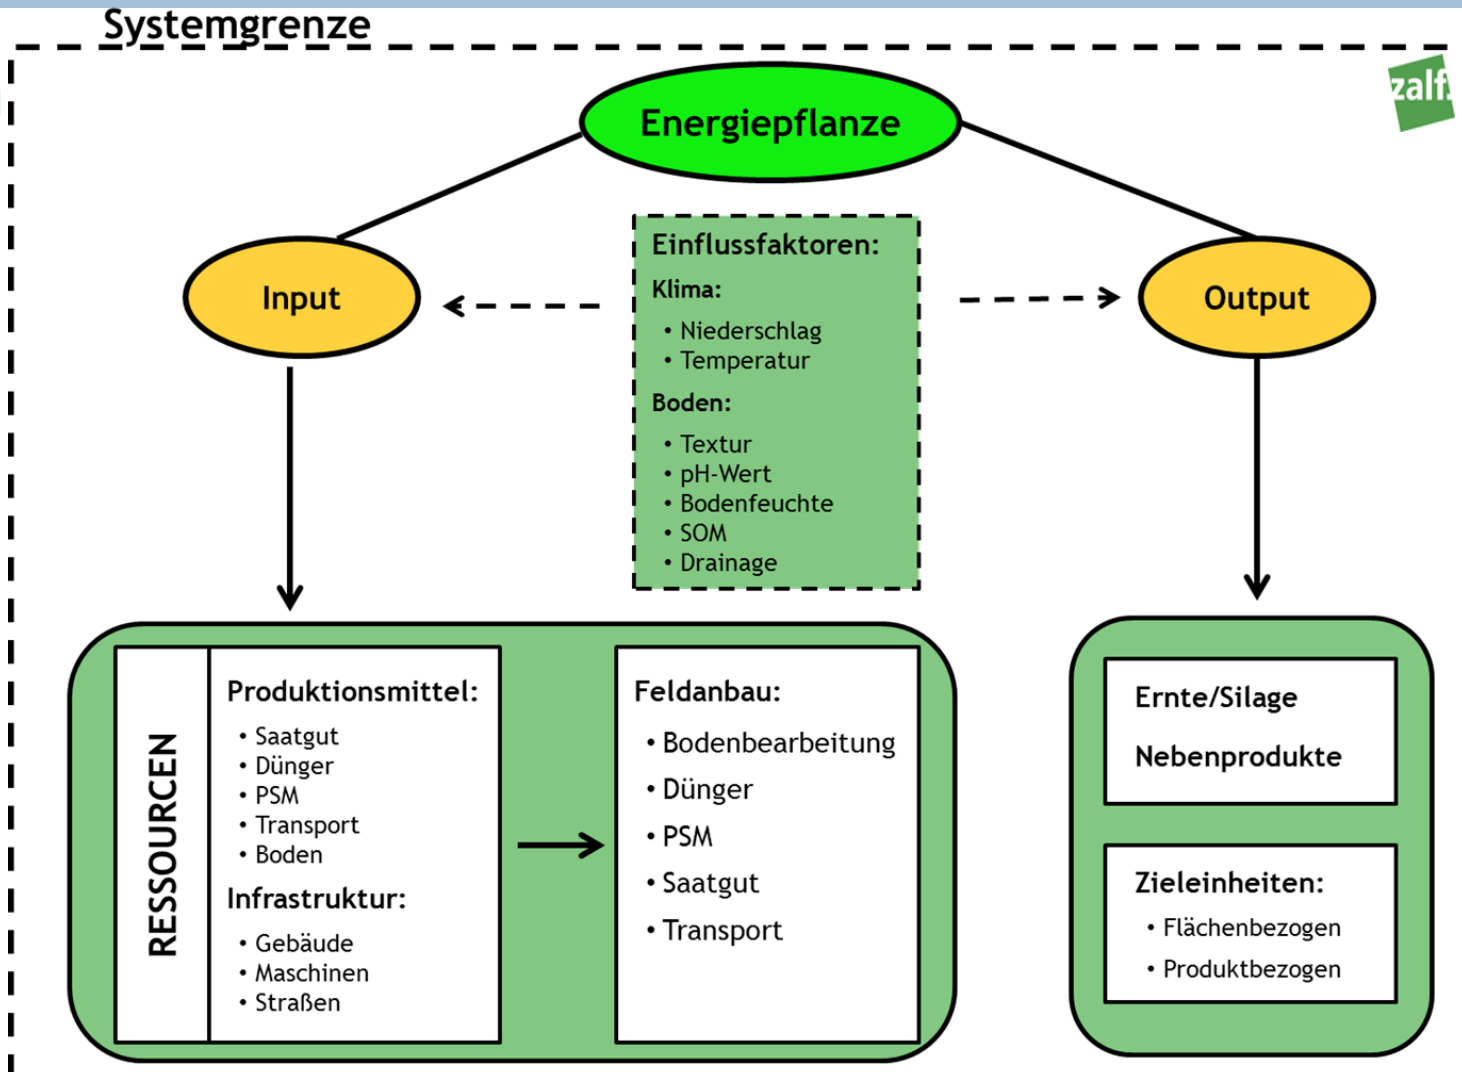 Systemgrenze
zalf.
Energiepflanze
Input
Einflussfaktoren:
Klima:
• Niederschlag
• Temperatur
Boden:
• Textur
• pH-Wert
• Bodenfeuchte
• SOM
• Drainage
Output
RESSOURCEN
Produktionsmittel:
• Saatgut
• Dünger
• PSM
• Transport
• Boden
Infrastruktur:
• Gebäude
• Maschinen
• Straßen
Feldanbau:
• Bodenbearbeitung
• Dünger
• PSM
• Saatgut
• Transport
Ernte/Silage
Nebenprodukte
Zieleinheiten:
• Flächenbezogen
• Produktbezogen